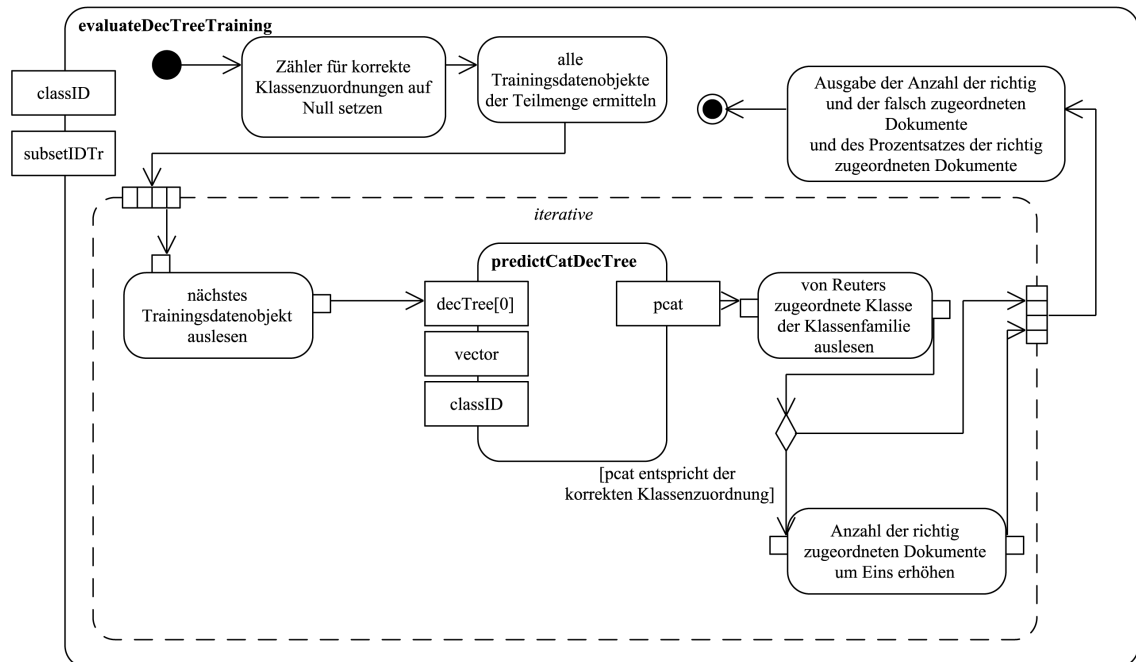 evaluateDecTreeTraining
classID
subsetIDTr
Zähler für korrekte
Klassenzuordnungen auf
Null setzen
alle
Trainingsdatenobjekte
der Teilmenge ermitteln
Ausgabe der Anzahl der richtig
und der falsch zugeordneten
Dokumente
und des Prozentsatzes der richtig
zugeordneten Dokumente
iterative
nächstes
Trainingsdatenobjekt
auslesen
predictCatDecTree
decTree[0]
vector
classID
pcat
von Reuters
zugeordnete Klasse
der Klassenfamilie
auslesen
[pcat entspricht der
korrekten Klassenzuordnung]
Anzahl der richtig
zugeordneten Dokumente
um Eins erhöhen